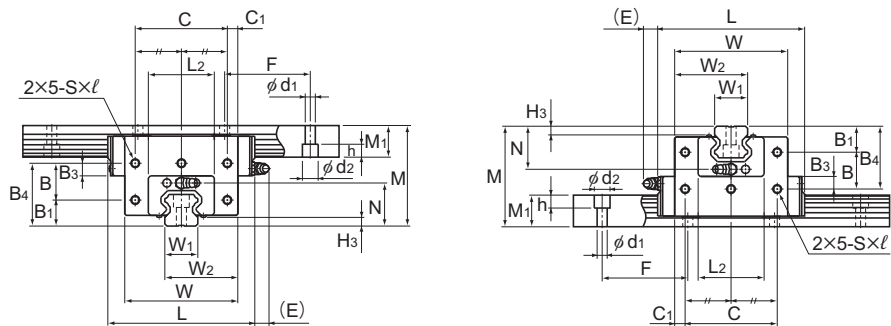 C
C1
L2
F
φd1
2×5-S×ℓ
M1
h
M
φd2
B3
B
B4
B1
N
W1
H3
W2
W
L
(E)
(E)
L
W
W2
W1
H3
N
B1
B3
B4
φd2
M
M1
h
φd1
2×5-S×ℓ
F
L2
C1
C